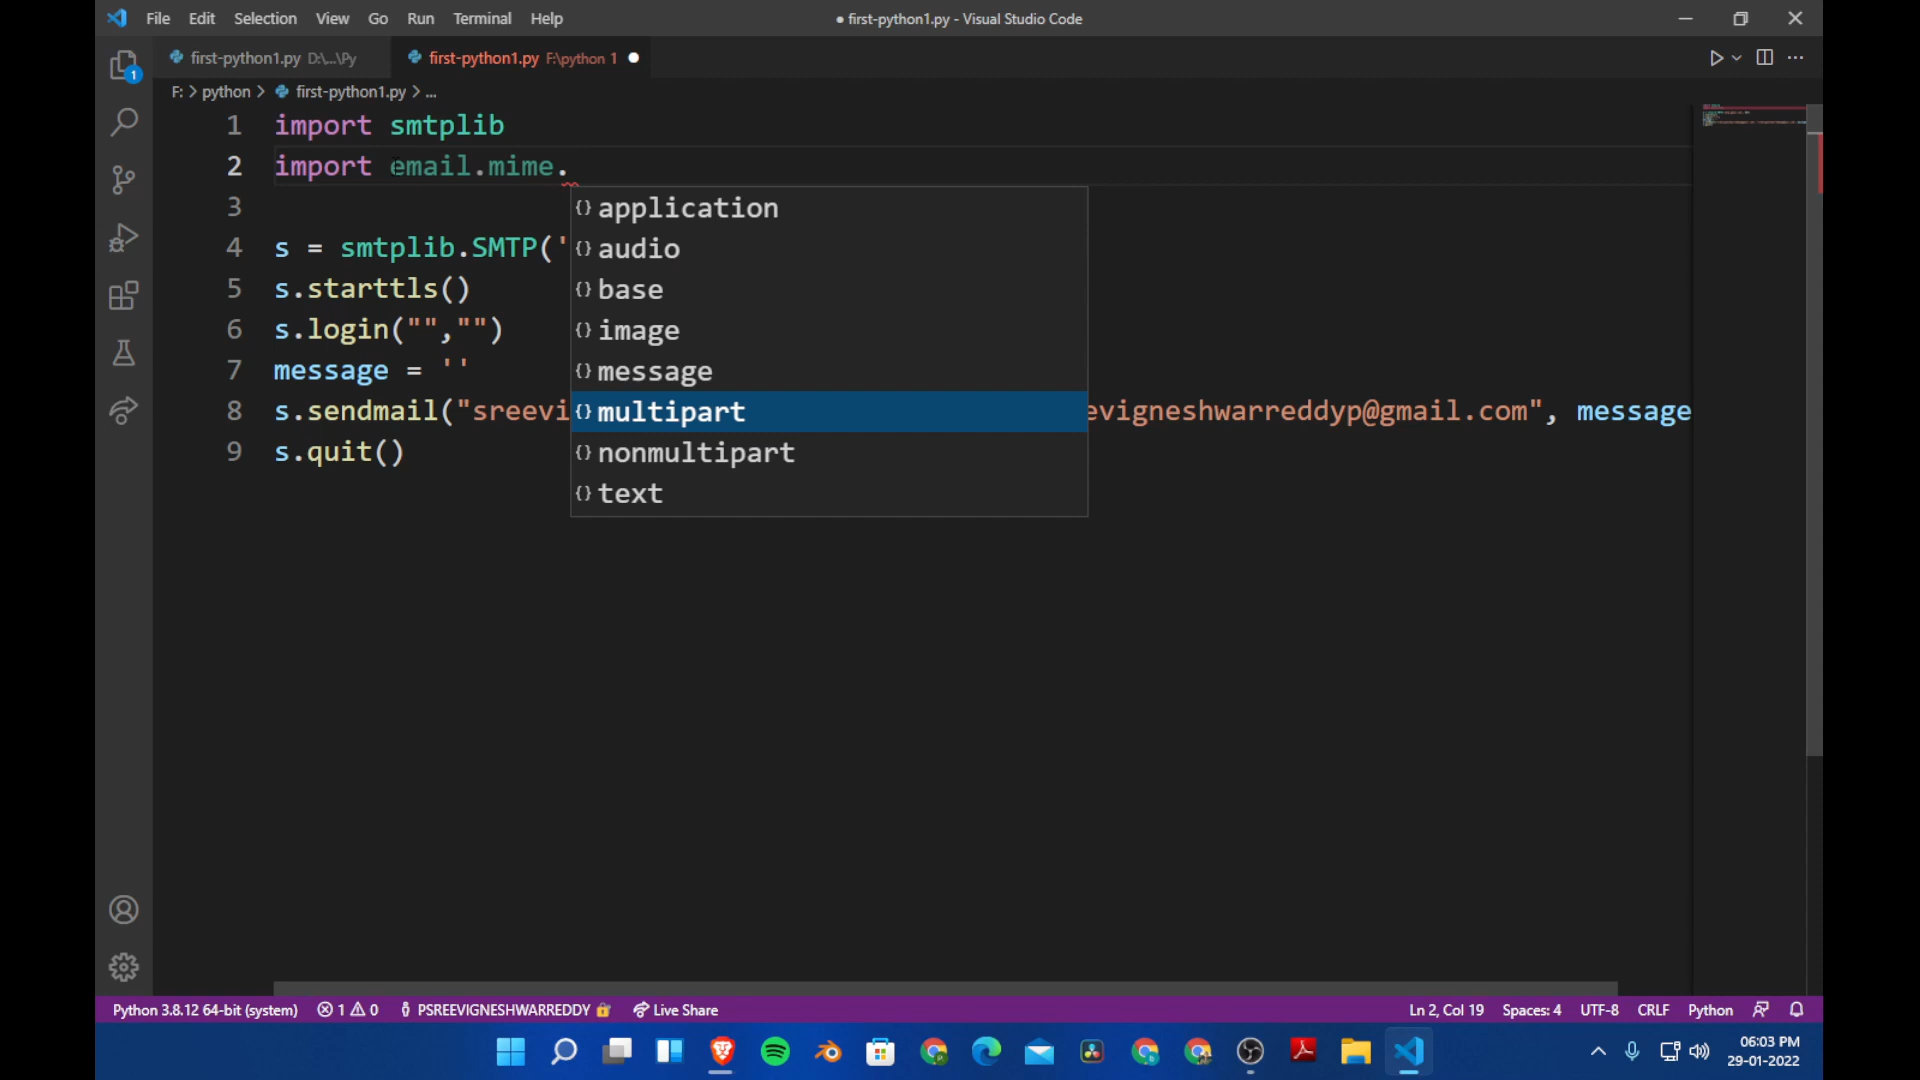 File Edit Selection View Go Run Terminal Help
● first-python1.py - Visual Studio Code
first-python1.py D:\...\Py
first-python1.py F:\python 1
F: > python > first-python1.py > ...
1 import smtplib
2 import email.mime.
3
4 s = smtplib.SMTP('
5 s.starttls()
6 s.login("","")
7 message = ''
8 s.sendmail("sreevi evigneshwarreddyp@gmail.com", message
9 s.quit()
{} application
{} audio
{} base
{} image
{} message
{} multipart
{} nonmultipart
{} text
1
Python 3.8.12 64-bit (system) 1 0 PSREEVIGNESHWARREDDY Live Share
Ln 2, Col 19 Spaces: 4 UTF-8 CRLF Python
06:03 PM
29-01-2022